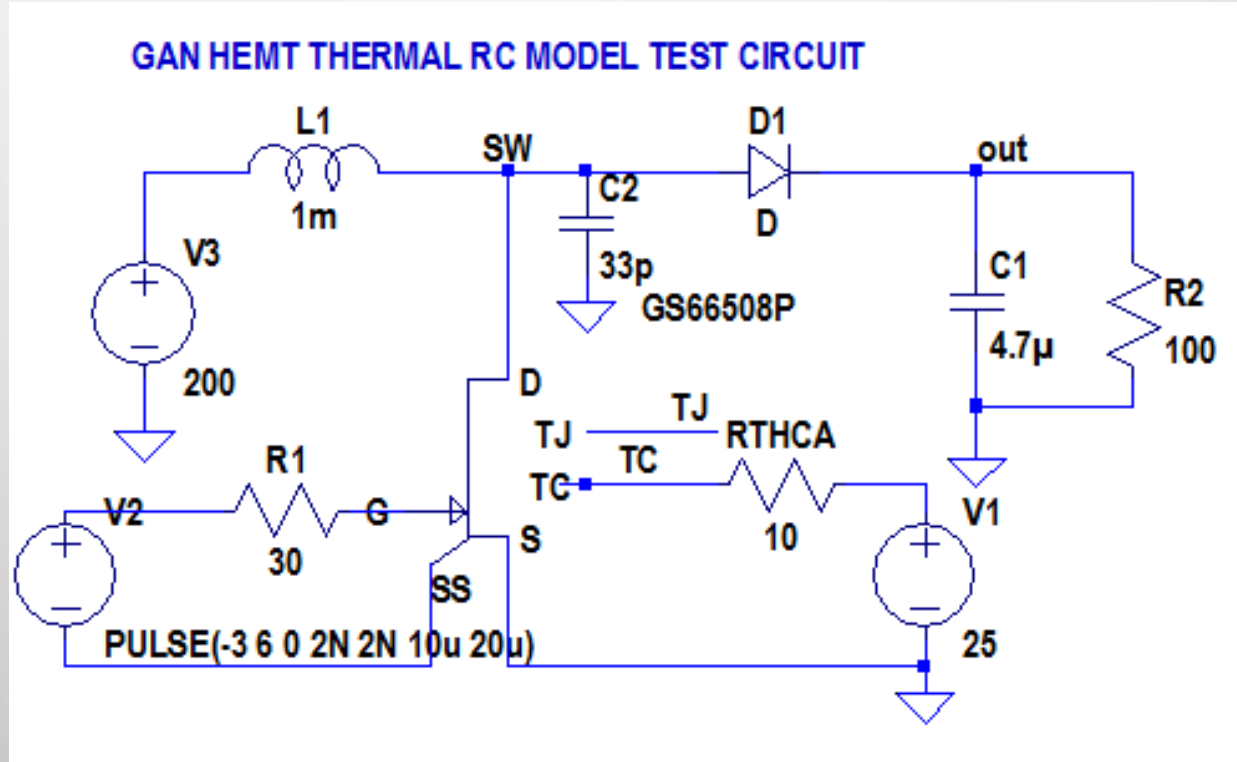 GAN HEMT THERMAL RC MODEL TEST CIRCUIT
L1
1m
SW
D1
D
out
C2
33p
GS66508P
V3
200
C1
4.7µ
R2
100
D
TJ
TJ
TC
TC
RTHCA
10
R1
30
G
S
SS
V2
PULSE(-3 6 0 2N 2N 10u 20µ)
V1
25